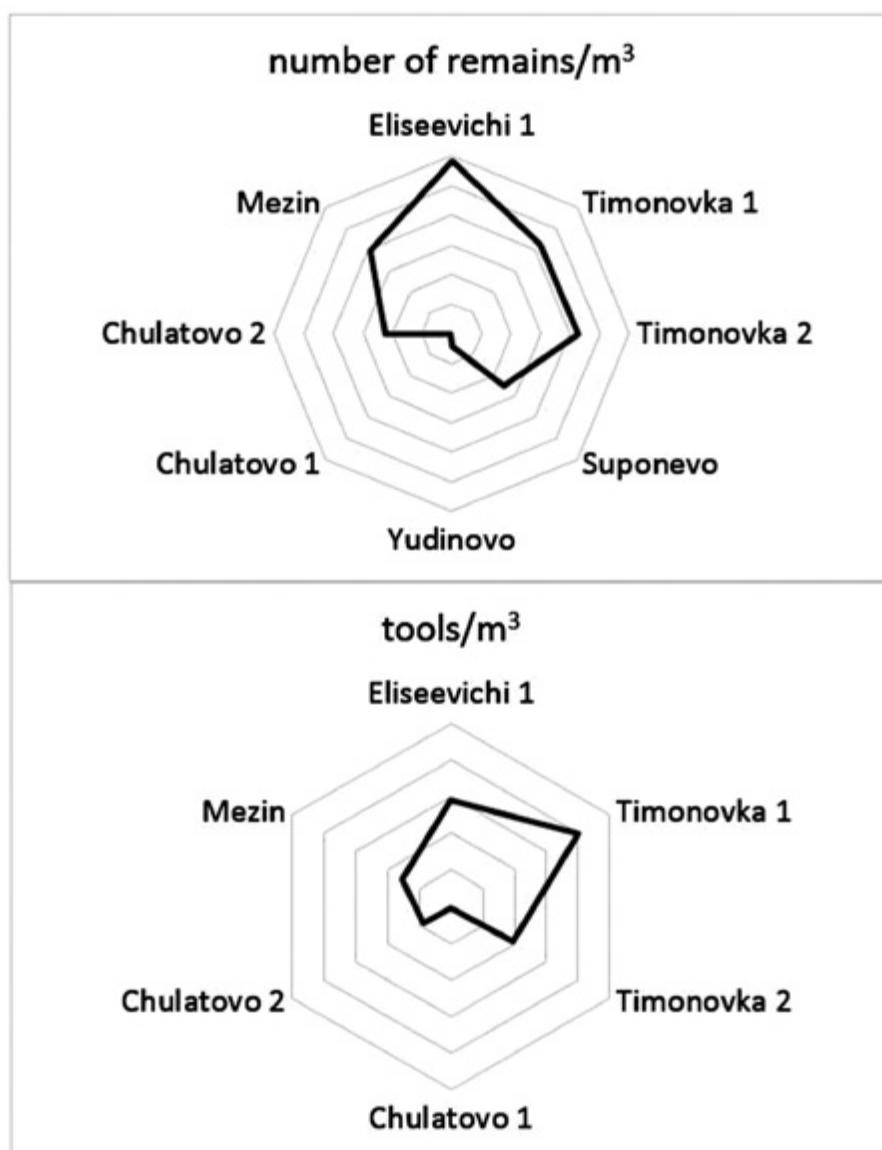 number of remains/m³
Eliseevichi 1
Mezin
Timonovka 1
Chulatovo 2
Timonovka 2
Chulatovo 1
Suponevo
Yudinovo
tools/m³
Eliseevichi 1
Mezin
Timonovka 1
Chulatovo 2
Timonovka 2
Chulatovo 1